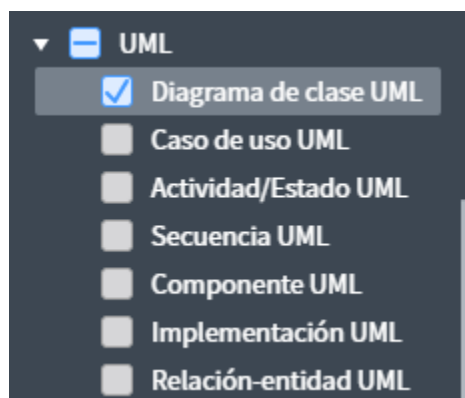 UML
Diagrama de clase UML
Caso de uso UML
Actividad/Estado UML
Secuencia UML
Componente UML
Implementación UML
Relación-entidad UML